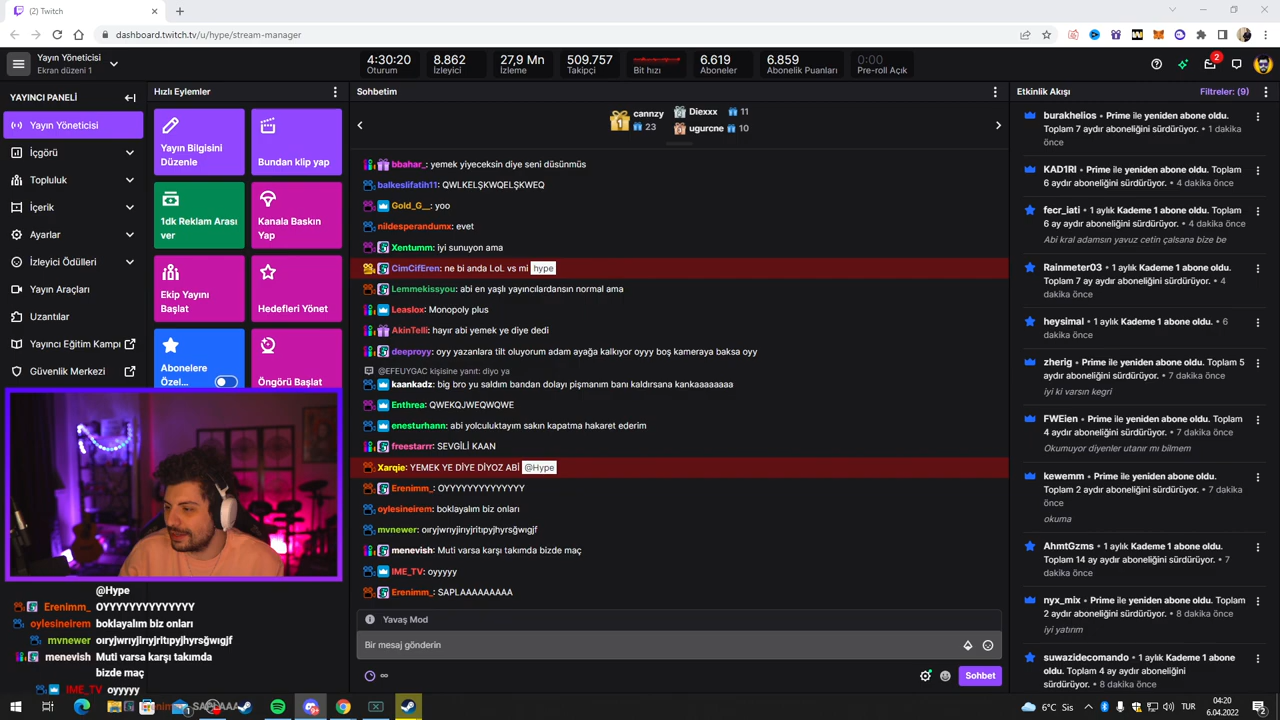 (2) Twitch
dashboard.twitch.tv/u/hype/stream-manager
Yayın Yöneticisi
Ekran düzeni 1
4:30:20
Oturum
8.862
İzleyici
27,9 Mn
İzleme
509.757
Takipçi
Bit hızı
6.619
Aboneler
6.859
Abonelik Puanları
0:00
Pre-roll Açık
2
YAYINCI PANELİ
Yayın Yöneticisi
İçgörü
Topluluk
İçerik
Ayarlar
İzleyici Ödülleri
Yayın Araçları
Uzantılar
Yayıncı Eğitim Kampı
Güvenlik Merkezi
Hızlı Eylemler
Yayın Bilgisini
Düzenle
Bundan klip yap
1dk Reklam Arası
ver
Kanala Baskın
Yap
Ekip Yayını
Başlat
Hedefleri Yönet
Abonelere
Özel...
Öngörü Başlat
@Hype
Erenimm_ OYYYYYYYYYYYYY
oylesineirem boklayalım biz onları
mvnewer oıryjwrıyjirıyjritıpyjhyrsğwıgjf
menevish Muti varsa karşı takımda
bizde maç
IME_TV oyyyyy
Sohbetim
1 cannzy
23
Diexxx 11
ugurcne 10
bbahar_: yemek yiyeceksin diye seni düsünmüs
balkeslifatih11: QWLKELŞKWQELŞKWEQ
Gold_G__: yoo
nildesperandumx: evet
Xentumm: iyi sunuyon ama
CimCifEren: ne bi anda LoL vs mi hype
Lemmekissyou: abi en yaşlı yayıncılardansın normal ama
Leaslox: Monopoly plus
AkinTelli: hayır abi yemek ye diye dedi
deeproyy: oyy yazanlara tilt oluyorum adam ayağa kalkıyor oyyy boş kameraya baksa oyy
@EFEUYGAC kişisine yanıt: diyo ya
kaankadz: big bro yu saldım bandan dolayı pişmanım banı kaldırsana kankaaaaaaaa
Enthrea: QWEKQJWEQWQWE
enesturhann: abi yolculuktayım sakın kapatma hakaret ederim
freestarrr: SEVGİLİ KAAN
Xarqie: YEMEK YE DİYE DİYOZ ABİ @Hype
Erenimm_: OYYYYYYYYYYYYY
oylesineirem: boklayalım biz onları
mvnewer: oıryjwrıyjirıyjritıpyjhyrsğwıgjf
menevish: Muti varsa karşı takımda bizde maç
IME_TV: oyyyyy
Erenimm_: SAPLAAAAAAAAA
Yavaş Mod
Bir mesaj gönderin
Sohbet
Etkinlik Akışı
Filtreler: (9)
burakhelios • Prime ile yeniden abone oldu.
Toplam 7 aydır aboneliğini sürdürüyor. • 1 dakika
önce
KAD1RI • Prime ile yeniden abone oldu. Toplam
6 aydır aboneliğini sürdürüyor. • 4 dakika önce
fecr_iati • 1 aylık Kademe 1 abone oldu. Toplam
6 ay aydır aboneliğini sürdürüyor. • 4 dakika önce
Abi kral adamsın yavuz cetin çalsana bize be
Rainmeter03 • 1 aylık Kademe 1 abone oldu.
Toplam 7 ay aydır aboneliğini sürdürüyor. • 4
dakika önce
heysimal • 1 aylık Kademe 1 abone oldu. • 6
dakika önce
zherig • Prime ile yeniden abone oldu. Toplam 5
aydır aboneliğini sürdürüyor. • 7 dakika önce
iyi ki varsın kegri
FWEien • Prime ile yeniden abone oldu. Toplam
4 aydır aboneliğini sürdürüyor. • 7 dakika önce
Okumuyor diyenler utanır mı bilmem
kewemm • Prime ile yeniden abone oldu.
Toplam 2 aydır aboneliğini sürdürüyor. • 7 dakika
önce
okuma
AhmtGzms • 1 aylık Kademe 1 abone oldu.
Toplam 14 ay aydır aboneliğini sürdürüyor. • 7
dakika önce
nyx_mix • Prime ile yeniden abone oldu. Toplam
2 aydır aboneliğini sürdürüyor. • 8 dakika önce
iyi yatırım
suwazidecomando • 1 aylık Kademe 1 abone
oldu. Toplam 4 ay aydır aboneliğini sürdürüyor.
• 8 dakika önce
6°C Sis
TUR
04:20
6.04.2022
2